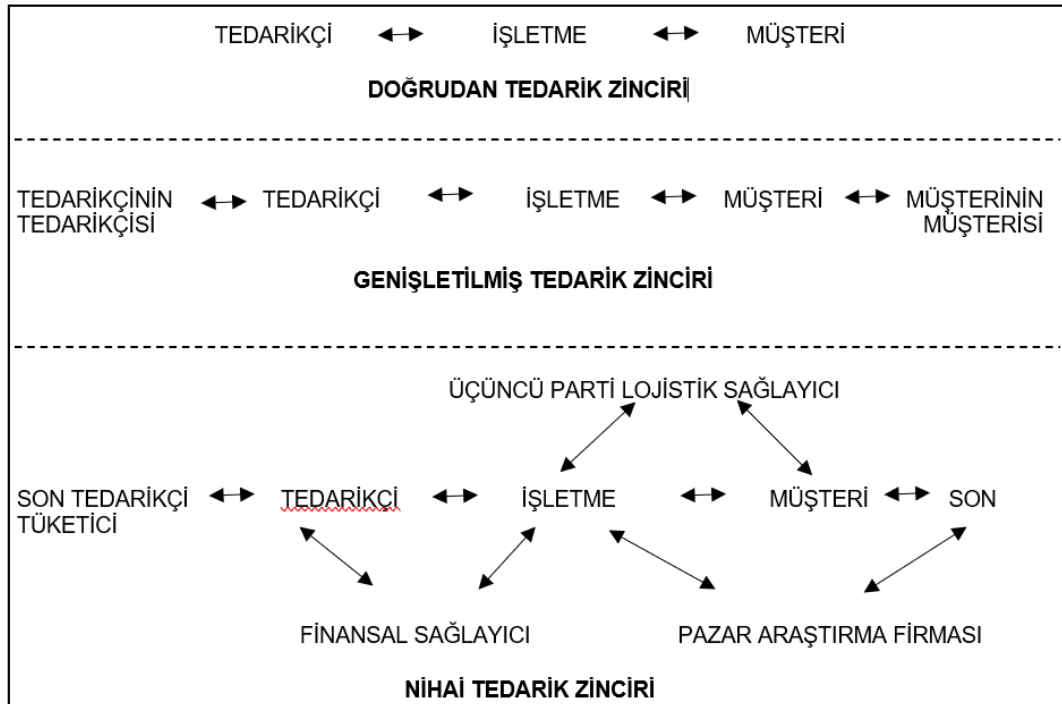 TEDARİKÇİ İŞLETME MÜŞTERİ
DOĞRUDAN TEDARİK ZİNCİRİ
TEDARİKÇİNİN TEDARİKÇİ İŞLETME MÜŞTERİ MÜŞTERİNİN
TEDARİKÇİSİ MÜŞTERİSİ
GENİŞLETİLMİŞ TEDARİK ZİNCİRİ
ÜÇÜNCÜ PARTİ LOJİSTİK SAĞLAYICI
SON TEDARİKÇİ TEDARİKÇİ İŞLETME MÜŞTERİ SON
TÜKETİCİ
FİNANSAL SAĞLAYICI PAZAR ARAŞTIRMA FİRMASI
NİHAİ TEDARİK ZİNCİRİ